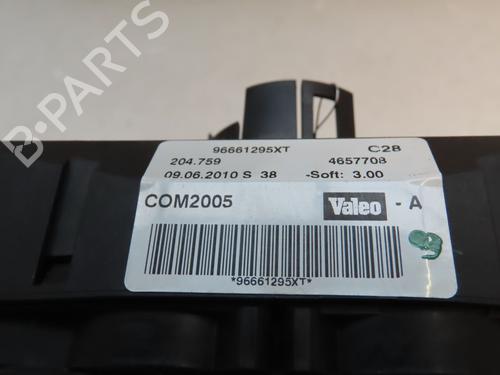 B-PARTS
96661295XT C28
204.759 4657708
09.06.2010 S 38 -Soft: 3.00
COM2005 Valeo - A
*96661295XT*